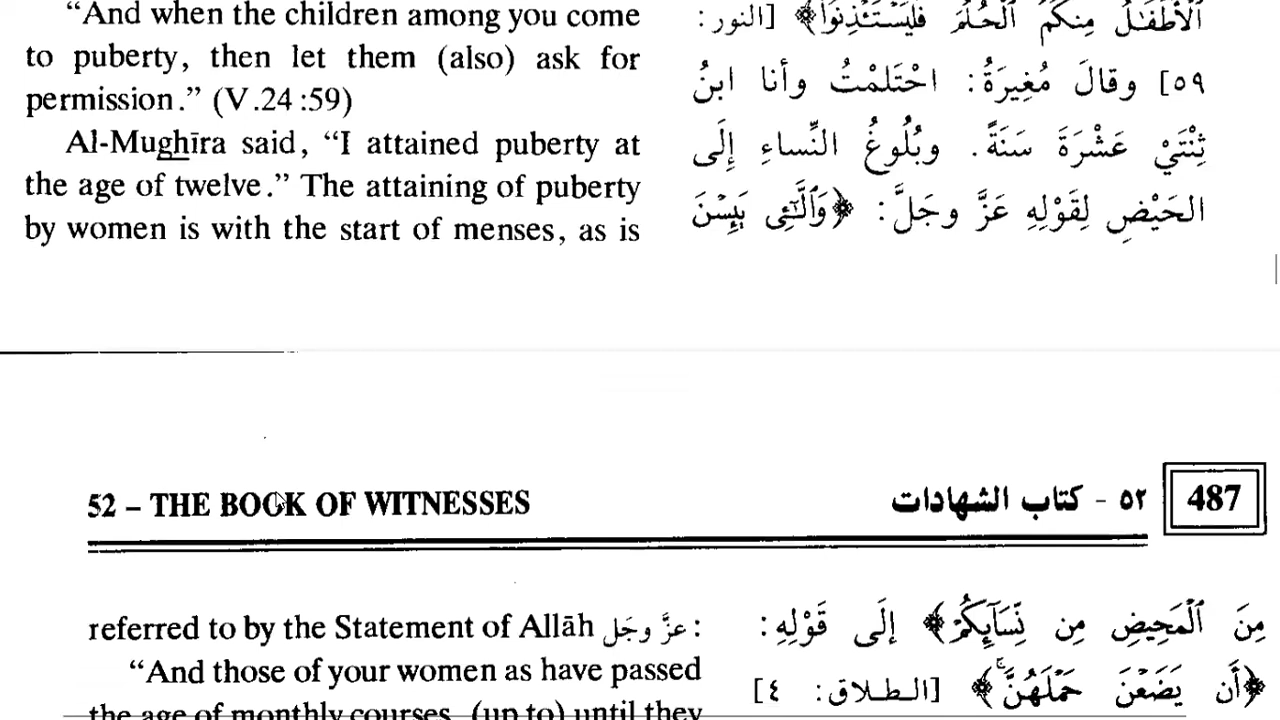 “And when the children among you come
to puberty, then let them (also) ask for
permission.” (V.24 :59)
Al-Mughīra said, “I attained puberty at
the age of twelve.” The attaining of puberty
by women is with the start of menses, as is
الْأَطْفَالُ مِنكُمُ الْحُلُمَ فَلْيَسْتَأْذِنُوا﴾ [النور:
٥٩] وقالَ مُغِيرَةُ: احْتَلمْتُ وأنا ابنُ
ثِنْتَيْ عَشْرَةَ سَنَةً. وبُلُوغُ النِّساءِ إِلَى
الحَيْضِ لِقَوْلِهِ عَزَّ وجَلَّ: ﴿وَٱلَّـٰٓـِٔى يَئِسْنَ
52 – THE BOOK OF WITNESSES
٥٢ - كتاب الشهادات
487
referred to by the Statement of Allāh عزَّ وجَل:
“And those of your women as have passed
the age of monthly courses, (up to) until they
مِنَ ٱلْمَحِيضِ مِن نِّسَآئِكُمْ﴾ إلَى قَوْلِهِ:
﴿أَن يَضَعْنَ حَمْلَهُنَّ﴾ [الطلاق: ٤]